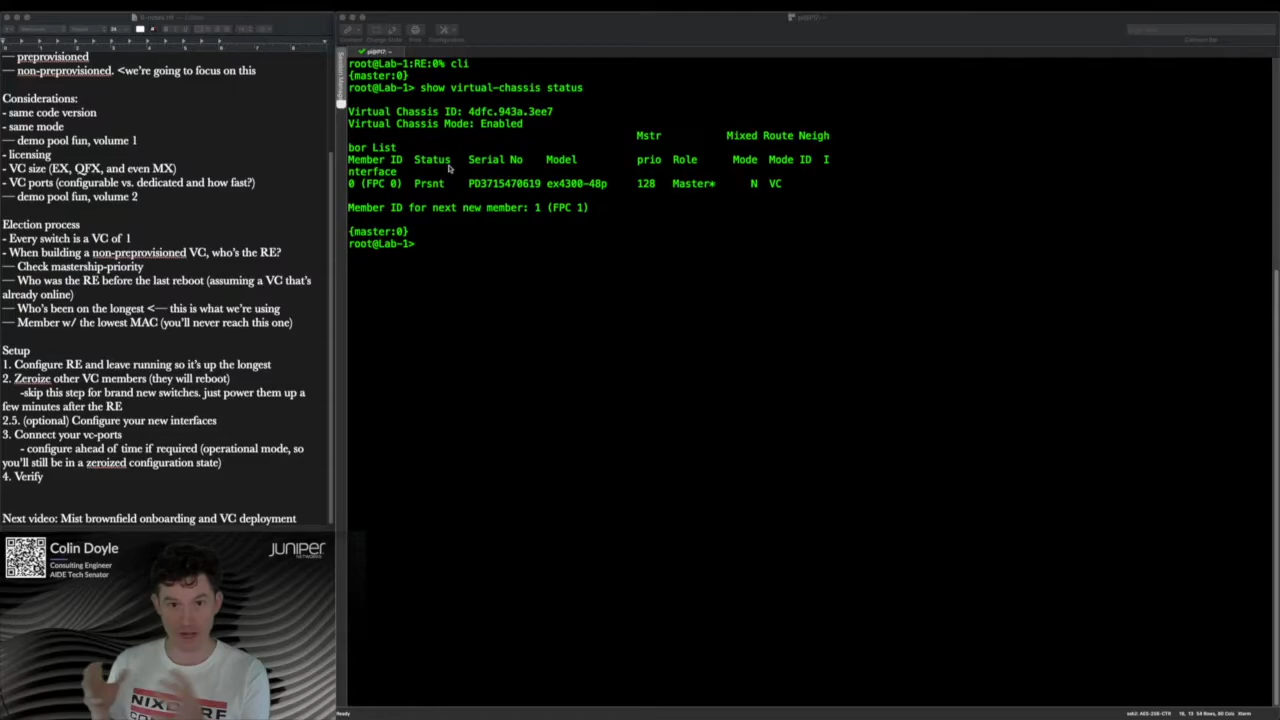 — preprovisioned
— non-preprovisioned. <we're going to focus on this
Considerations:
- same code version
- same mode
— demo pool fun, volume 1
- licensing
- VC size (EX, QFX, and even MX)
- VC ports (configurable vs. dedicated and how fast?)
— demo pool fun, volume 2
Election process
- Every switch is a VC of 1
- When building a non-preprovisioned VC, who's the RE?
— Check mastership-priority
— Who was the RE before the last reboot (assuming a VC that's
already online)
— Who's been on the longest <— this is what we're using
— Member w/ the lowest MAC (you'll never reach this one)
Setup
1. Configure RE and leave running so it's up the longest
2. Zeroize other VC members (they will reboot)
-skip this step for brand new switches. just power them up a
few minutes after the RE
2.5. (optional) Configure your new interfaces
3. Connect your vc-ports
- configure ahead of time if required (operational mode, so
you'll still be in a zeroized configuration state)
4. Verify
Next video: Mist brownfield onboarding and VC deployment
Colin Doyle
Consulting Engineer
AIDE Tech Senator
JUNIPER
NETWORKS
Session Manager
root@Lab-1:RE:0% cli
{master:0}
root@Lab-1> show virtual-chassis status
Virtual Chassis ID: 4dfc.943a.3ee7
Virtual Chassis Mode: Enabled
Mstr Mixed Route Neigh
bor List
Member ID Status Serial No Model prio Role Mode Mode ID I
nterface
0 (FPC 0) Prsnt PD3715470619 ex4300-48p 128 Master* N VC
Member ID for next new member: 1 (FPC 1)
{master:0}
root@Lab-1>
Ready